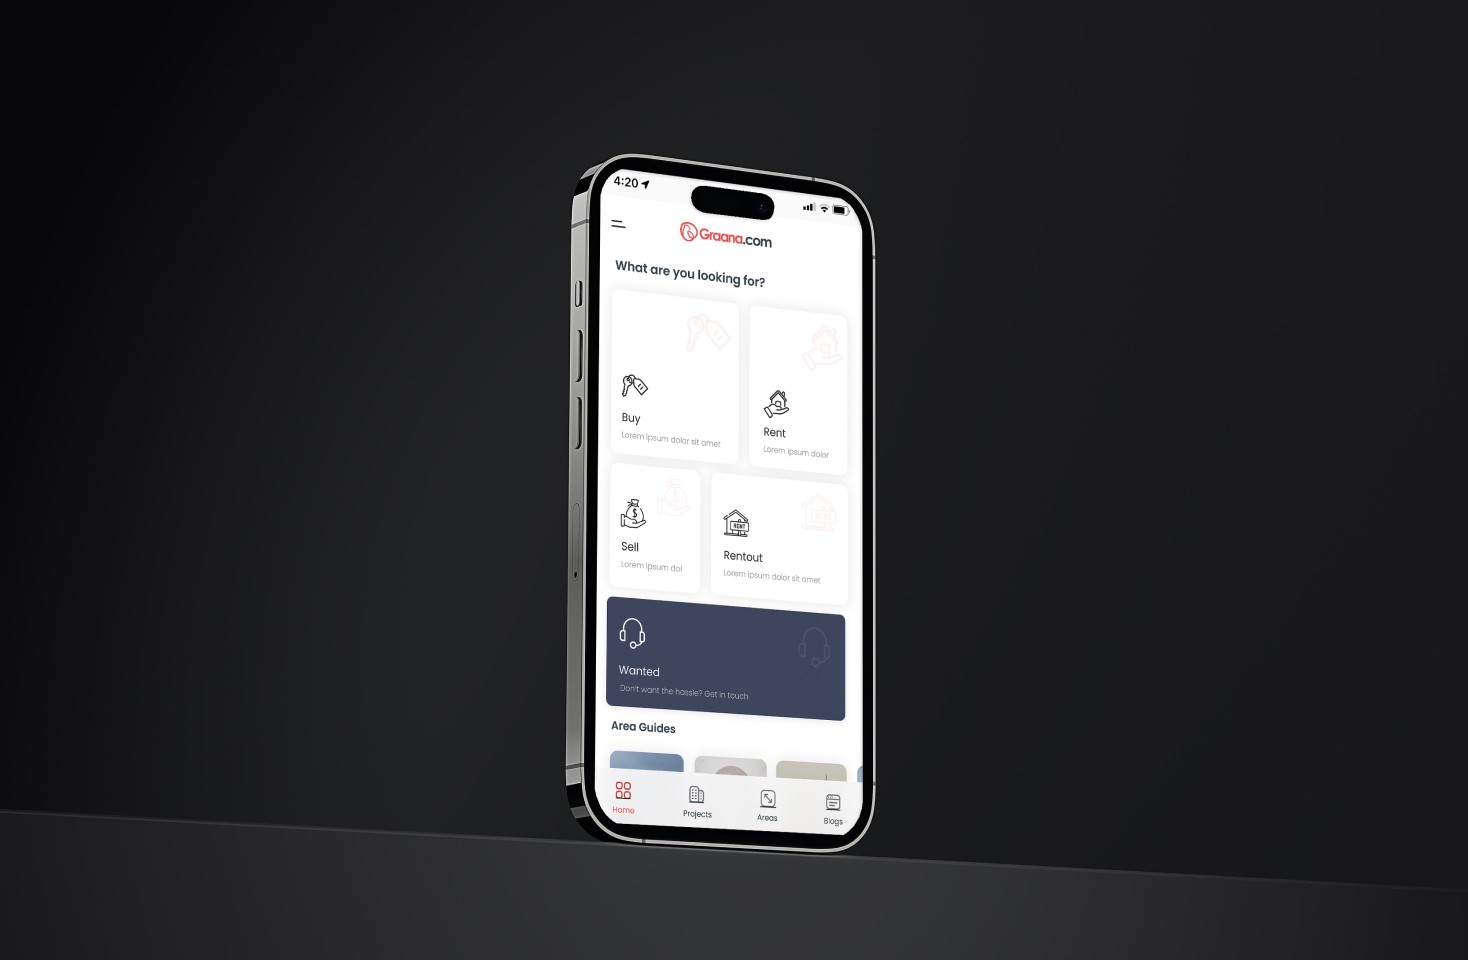 4:20
Graana.com
What are you looking for?
Buy
Lorem ipsum dolor sit amet
Rent
Lorem ipsum dolor
$
$
Sell
Lorem ipsum dol
RENT
RENT
Rentout
Lorem ipsum dolor sit amet
Wanted
Don't want the hassle? Get in touch
Area Guides
Home
Projects
Areas
Blogs